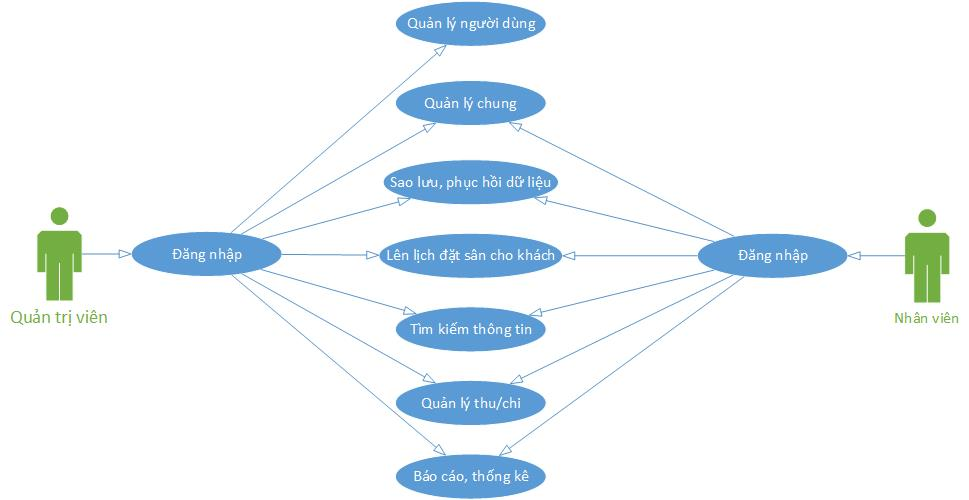 Quản lý người dùng
Quản lý chung
Sao lưu, phục hồi dữ liệu
Đăng nhập
Lên lịch đặt sân cho khách
Đăng nhập
Quản trị viên
Nhân viên
Tìm kiếm thông tin
Quản lý thu/chi
Báo cáo, thống kê